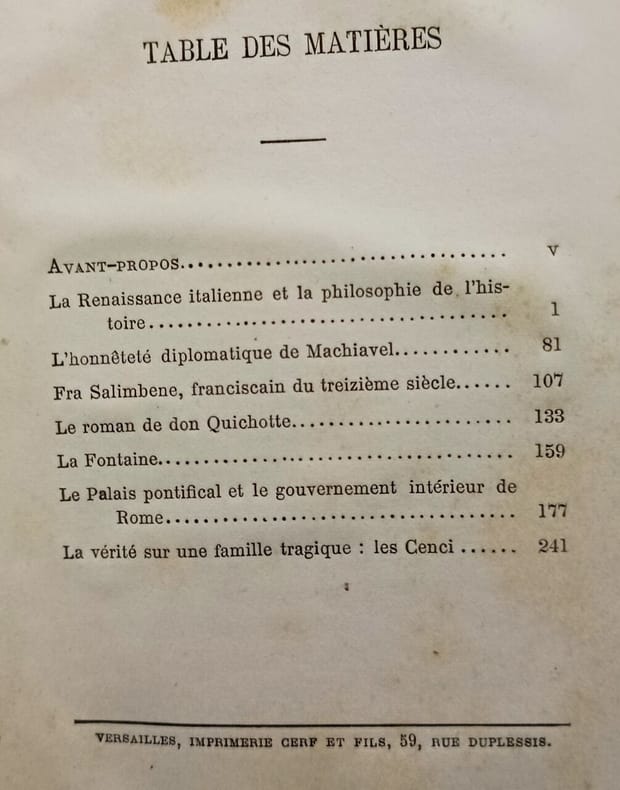 TABLE DES MATIÈRES
AVANT-PROPOS.................................. V
La Renaissance italienne et la philosophie de l'his-
toire...................................... 1
L'honnêteté diplomatique de Machiavel............ 81
Fra Salimbene, franciscain du treizième siècle...... 107
Le roman de don Quichotte....................... 133
La Fontaine..................................... 159
Le Palais pontifical et le gouvernement intérieur de
Rome..................................... 177
La vérité sur une famille tragique : les Cenci ...... 241
VERSAILLES, IMPRIMERIE CERF ET FILS, 59, RUE DUPLESSIS.